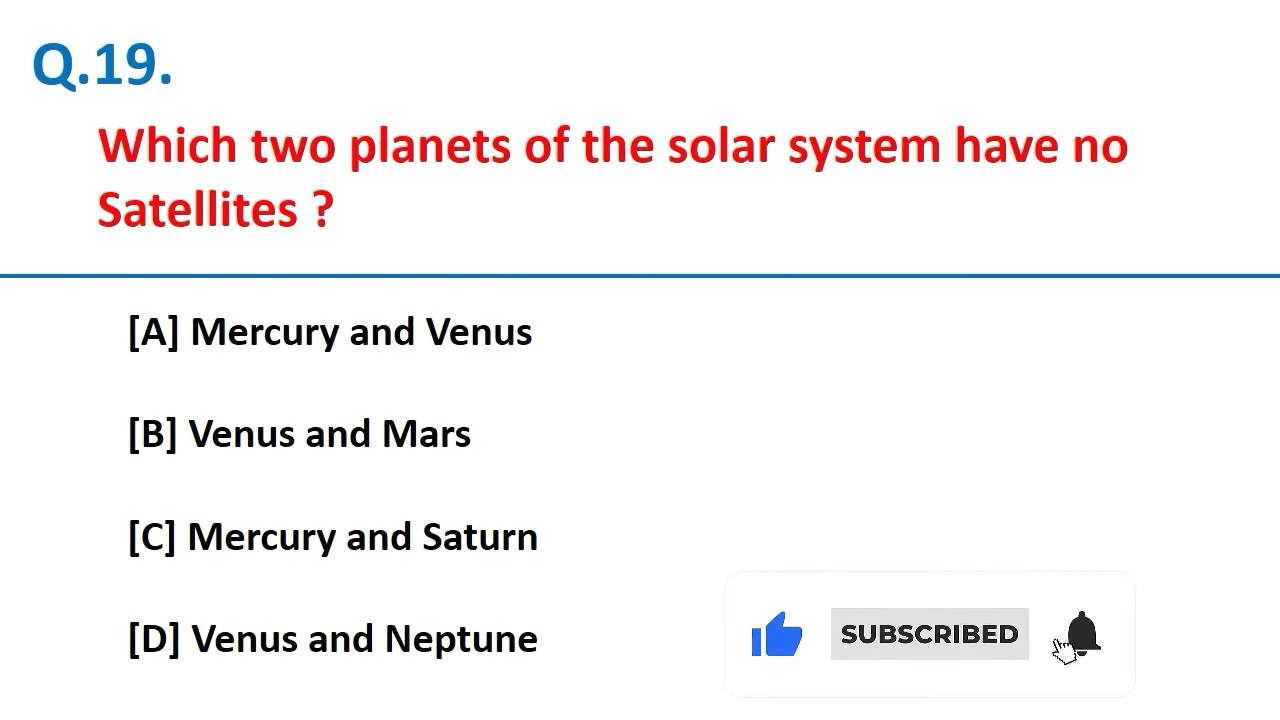 Q.19.
Which two planets of the solar system have no
Satellites ?
[A] Mercury and Venus
[B] Venus and Mars
[C] Mercury and Saturn
[D] Venus and Neptune
SUBSCRIBED